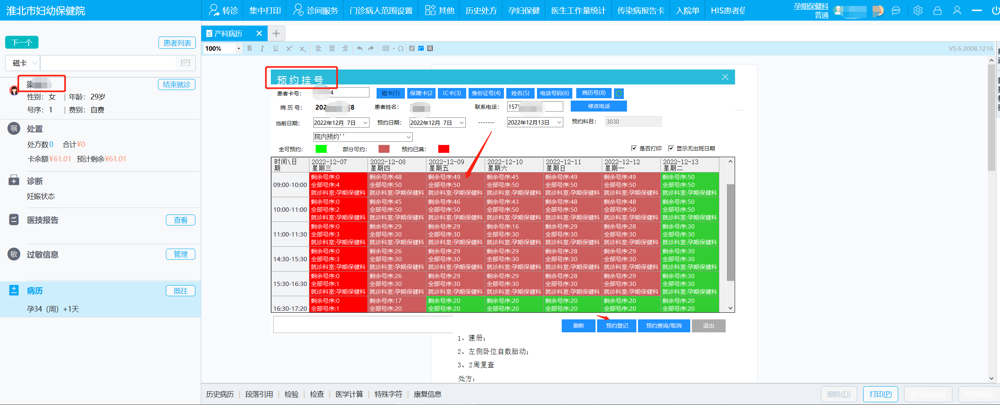 淮北市妇幼保健院
转诊 集中打印 诊间服务 门诊病人范围设置 其他 历史处方 孕妇保健 医生工作量统计 传染病报告卡 入院单 HIS患者信
孕期保健科
普通
下一个 患者列表
磁卡
梁
结束就诊
性别： 女 | 年龄： 29岁
号序： 1 | 费别： 自费
嘱 处置
处方数0 合计¥0
卡余额¥61.01 预计剩余¥61.01
诊断
妊娠状态
医技报告 查看
敏 过敏信息 管理
病历 既往
孕34（周）+1天
产科病历
100% B I U X² X₂ Ω 痕
V5.6.2008.1216
预约挂号
患者卡号： 4 磁卡(1) 保障卡(2 IC卡(3) 身份证号(4) 姓名(5) 电话号码(6) 病历号(8)
病 历 号： 202 8 患者姓名： 联系电话： 157 修改电话
当前日期： 2022年12月 7日 预约日期： 2022年12月 7日 ------- 2022年12月13日 预约科目： 3030
院内预约''
全可预约： 部分可约： 预约已满： 是否打印 显示无出班日期
时间\日期 2022-12-07 星期三 2022-12-08 星期四 2022-12-09 星期五 2022-12-10 星期六 2022-12-11 星期日 2022-12-12 星期一 2022-12-13 星期二
剩余号序:0 剩余号序:48 剩余号序:49 剩余号序:45 剩余号序:49 剩余号序:49 剩余号序:50
09:00-10:00 全部号序:4 全部号序:50 全部号序:50 全部号序:50 全部号序:50 全部号序:50 全部号序:50
就诊科室:孕期保健科 就诊科室:孕期保健科 就诊科室:孕期保健科 就诊科室:孕期保健科 就诊科室:孕期保健科 就诊科室:孕期保健科 就诊科室:孕期保健科
剩余号序:0 剩余号序:45 剩余号序:46 剩余号序:43 剩余号序:48 剩余号序:48 剩余号序:50
10:00-11:00 全部号序:2 全部号序:50 全部号序:50 全部号序:50 全部号序:50 全部号序:50 全部号序:50
就诊科室:孕期保健科 就诊科室:孕期保健科 就诊科室:孕期保健科 就诊科室:孕期保健科 就诊科室:孕期保健科 就诊科室:孕期保健科 就诊科室:孕期保健科
剩余号序:0 剩余号序:29 剩余号序:29 剩余号序:16 剩余号序:29 剩余号序:28 剩余号序:30
11:00-11:30 全部号序:3 全部号序:30 全部号序:30 全部号序:30 全部号序:30 全部号序:30 全部号序:30
就诊科室:孕期保健科 就诊科室:孕期保健科 就诊科室:孕期保健科 就诊科室:孕期保健科 就诊科室:孕期保健科 就诊科室:孕期保健科 就诊科室:孕期保健科
剩余号序:0 剩余号序:26 剩余号序:29 剩余号序:29 剩余号序:28 剩余号序:29 剩余号序:30
14:30-15:30 全部号序:3 全部号序:30 全部号序:30 全部号序:30 全部号序:30 全部号序:30 全部号序:30
就诊科室:孕期保健科 就诊科室:孕期保健科 就诊科室:孕期保健科 就诊科室:孕期保健科 就诊科室:孕期保健科 就诊科室:孕期保健科 就诊科室:孕期保健科
剩余号序:0 剩余号序:26 剩余号序:29 剩余号序:29 剩余号序:28 剩余号序:29 剩余号序:30
15:30-16:30 全部号序:1 全部号序:30 全部号序:30 全部号序:30 全部号序:30 全部号序:30 全部号序:30
就诊科室:孕期保健科 就诊科室:孕期保健科 就诊科室:孕期保健科 就诊科室:孕期保健科 就诊科室:孕期保健科 就诊科室:孕期保健科 就诊科室:孕期保健科
剩余号序:0 剩余号序:17 剩余号序:20 剩余号序:20 剩余号序:20 剩余号序:20 剩余号序:20
16:30-17:20 全部号序:1 全部号序:20 全部号序:20 全部号序:20 全部号序:20 全部号序:20 全部号序:20
刷新 预约登记 预约查询/取消 退出
1、建册；
2、左侧卧位自数胎动；
3、2周复查
处方：
历史病历 | 段落引用 | 检验 | 检查 | 医学计算 | 特殊字符 | 康复信息
删除(D) 打印(P) 提交(Enter) 存草稿(S)